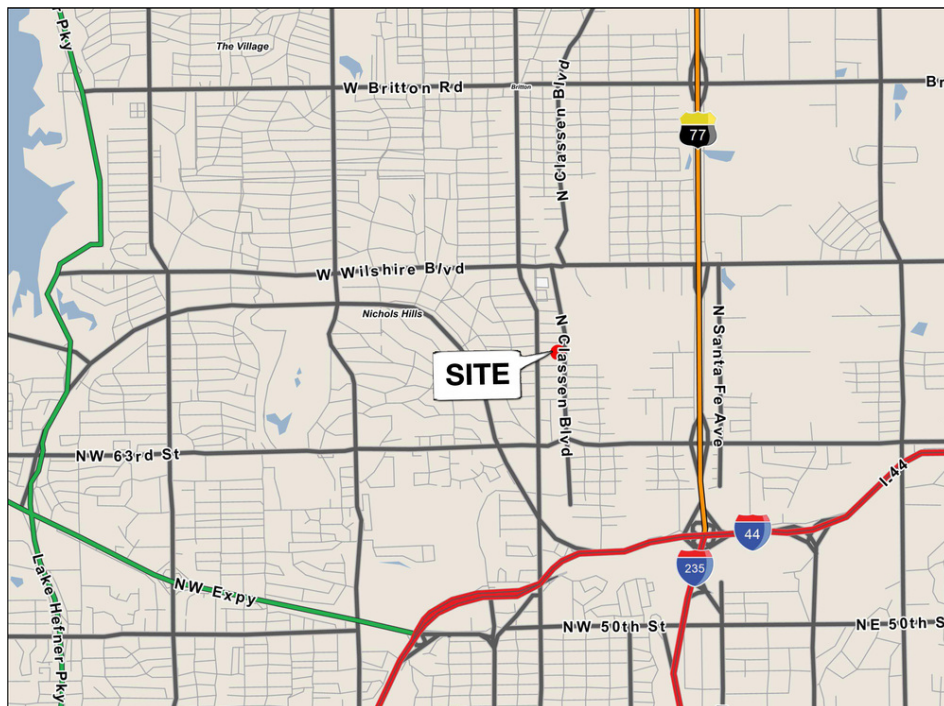 r Pky
The Village
W Britton Rd
Britton
N Classen Blvd
Br
77
W Wilshire Blvd
Nichols Hills
N Classen Blvd
N Santa Fe Ave
SITE
NW 63rd St
I-44
44
235
Lake Hefner Pky
NW Expy
NW 50th St
NE 50th S